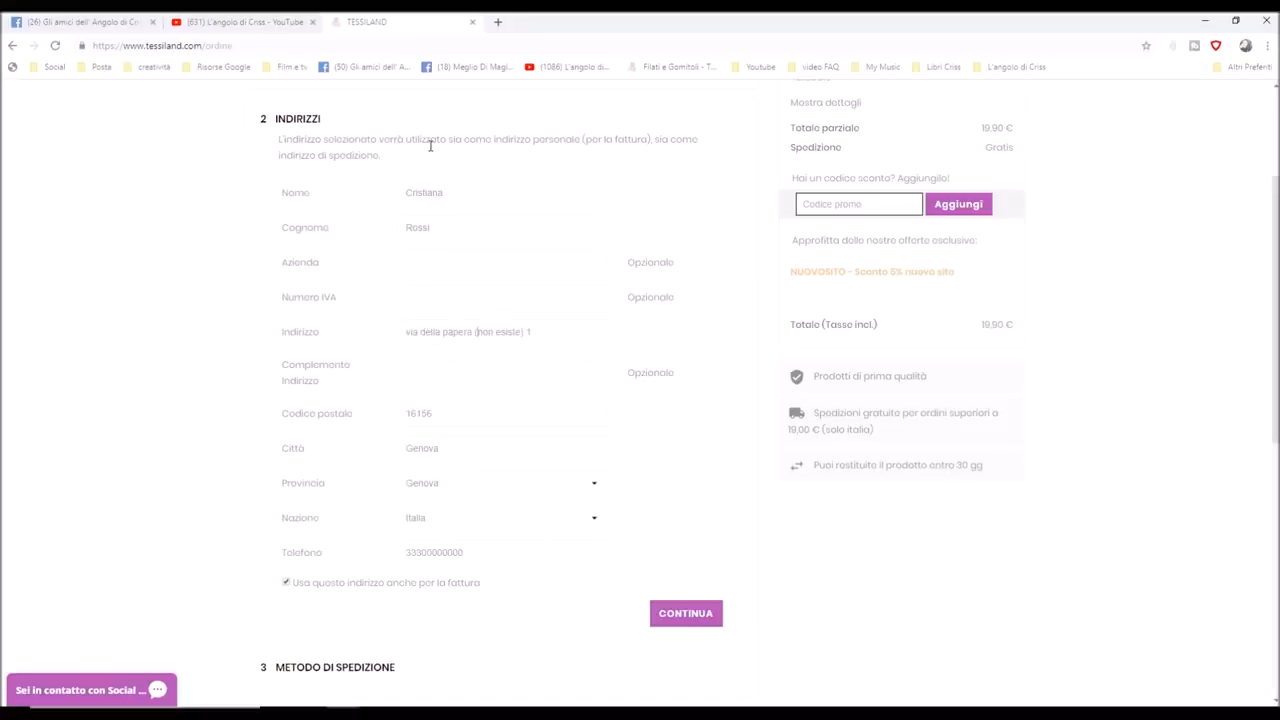 (26) Gli amici dell' Angolo di Cri
(631) L'angolo di Criss - YouTube
TESSILAND
https://www.tessiland.com/ordine
Social
Posta
creatività
Risorse Google
Film e tv
(50) Gli amici dell' A...
(18) Meglio Di Magi...
(1086) L'angolo di...
Filati e Gomitoli - T...
Youtube
video FAQ
My Music
Libri Criss
L'angolo di Criss
Altri Preferiti
2 INDIRIZZI
L'indirizzo selezionato verrà utilizzato sia come indirizzo personale (per la fattura), sia come
indirizzo di spedizione.
Nome Cristiana
Cognome Rossi
Azienda Opzionale
Numero IVA Opzionale
Indirizzo via della papera (non esiste) 1
Complemento
Indirizzo Opzionale
Codice postale 16156
Città Genova
Provincia Genova
Nazione Italia
Telefono 33300000000
Usa questo indirizzo anche per la fattura
CONTINUA
3 METODO DI SPEDIZIONE
Mostra dettagli
Totale parziale 19,90 €
Spedizione Gratis
Hai un codice sconto? Aggiungilo!
Codice promo Aggiungi
Approfitta delle nostre offerte esclusive:
NUOVOSITO - Sconto 5% nuovo sito
Totale (Tasse incl.) 19,90 €
Prodotti di prima qualità
Spedizioni gratuite per ordini superiori a
19,00 € (solo italia)
Puoi restituire il prodotto entro 30 gg
Sei in contatto con Social ...